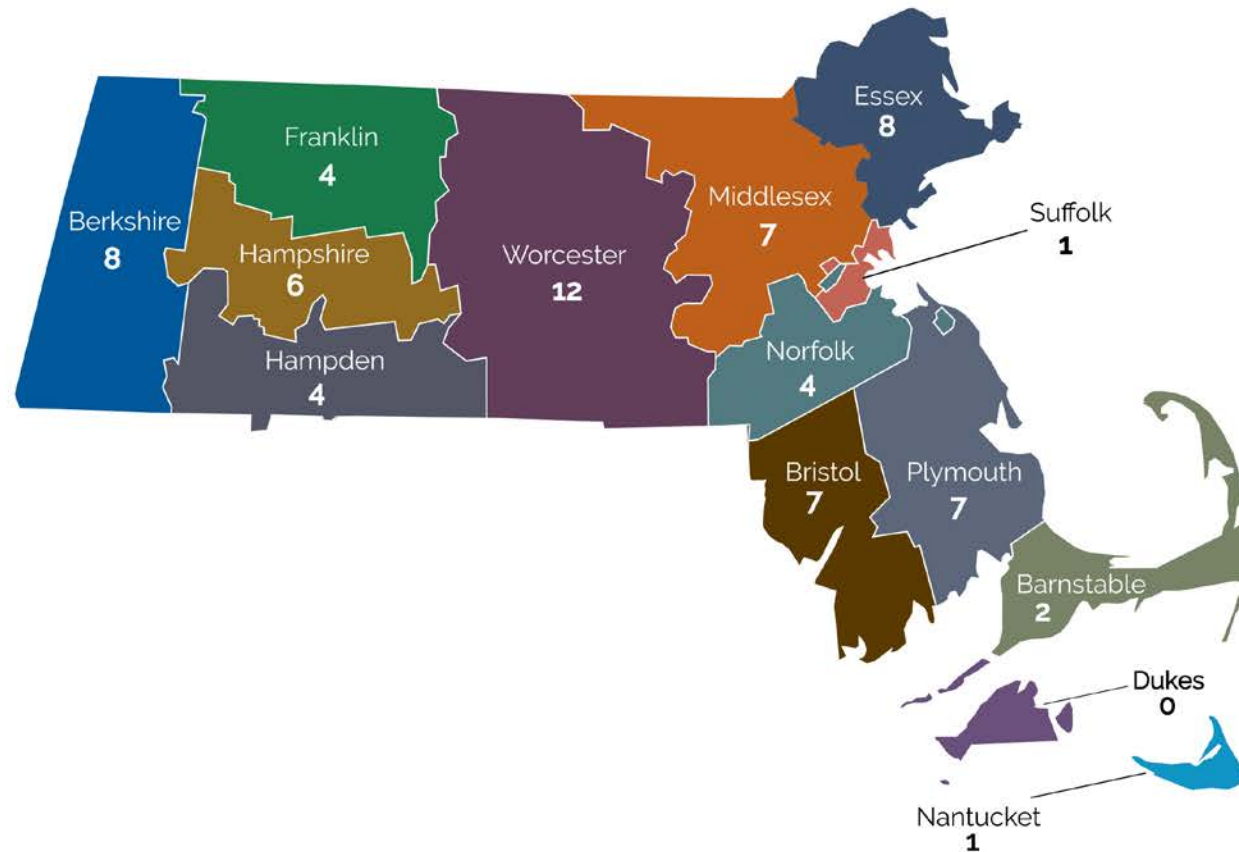 Essex
8
Franklin
4
Middlesex
7
Berkshire
8
Suffolk
1
Hampshire
6
Worcester
12
Norfolk
4
Hampden
4
Bristol
7
Plymouth
7
Barnstable
2
Dukes
0
Nantucket
1